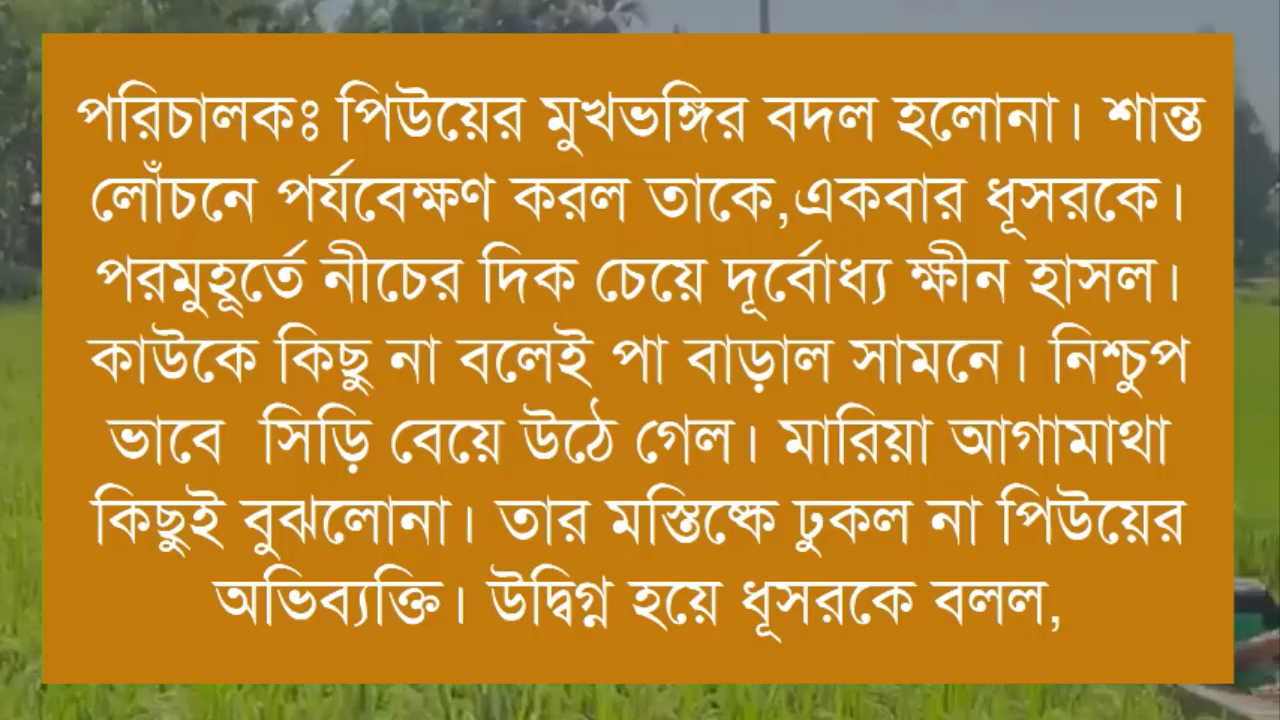 পরিচালকঃ পিউয়ের মুখভঙ্গির বদল হলোনা। শান্ত
লোঁচনে পর্যবেক্ষণ করল তাকে,একবার ধূসরকে।
পরমুহূর্তে নীচের দিক চেয়ে দূর্বোধ্য ক্ষীন হাসল।
কাউকে কিছু না বলেই পা বাড়াল সামনে। নিশ্চুপ
ভাবে  সিড়ি বেয়ে উঠে গেল। মারিয়া আগামাথা
কিছুই বুঝলোনা। তার মস্তিষ্কে ঢুকল না পিউয়ের
অভিব্যক্তি। উদ্বিগ্ন হয়ে ধূসরকে বলল,